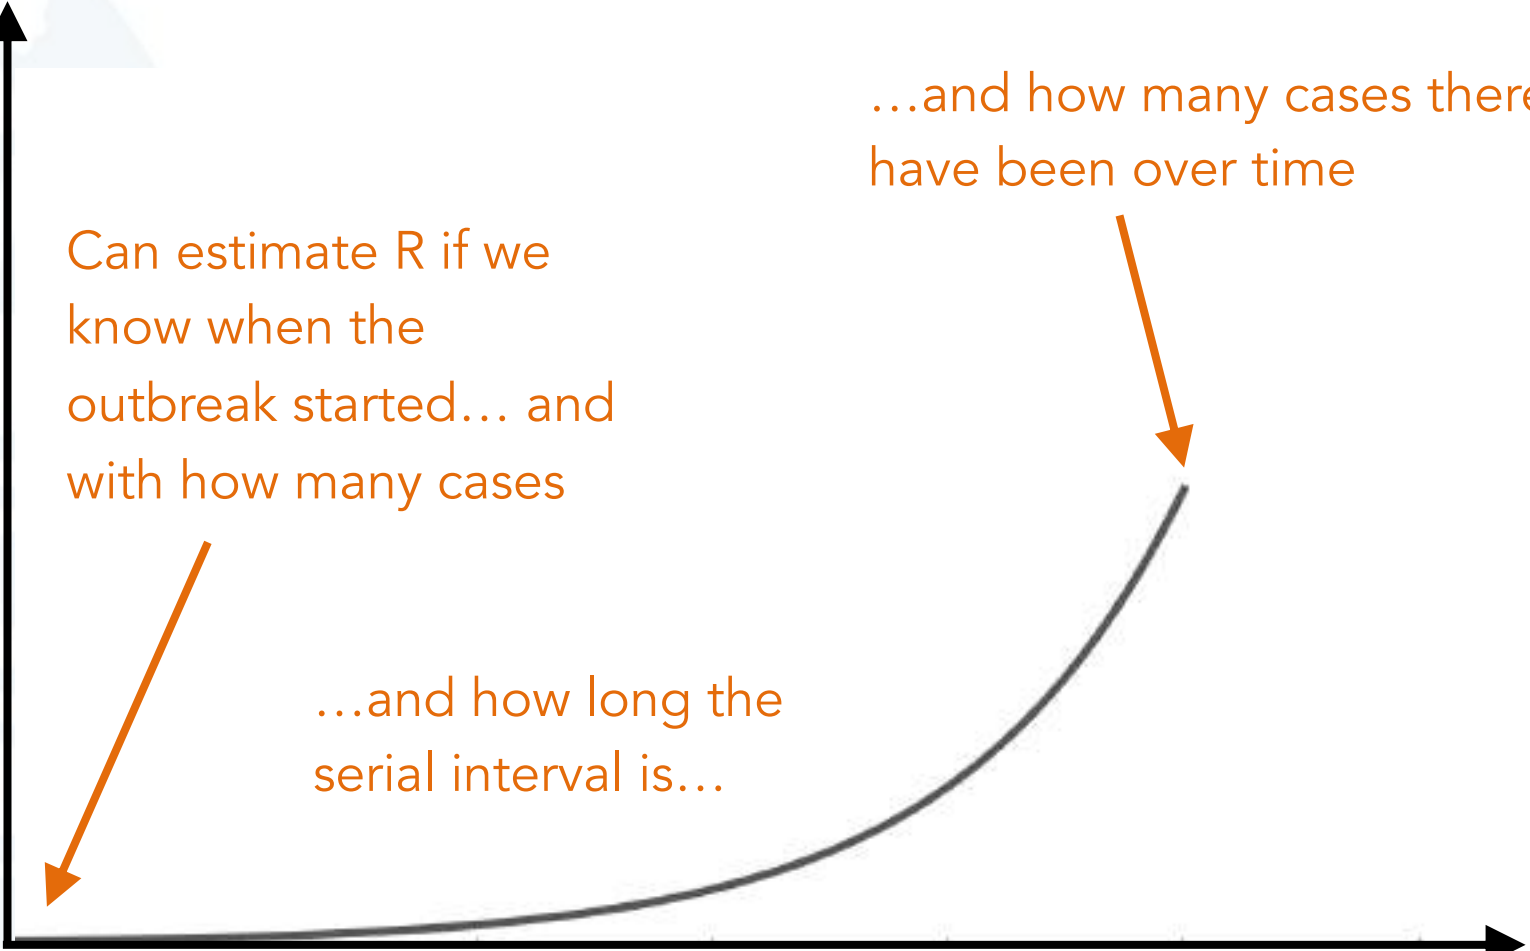 Can estimate R if we
know when the
outbreak started… and
with how many cases
…and how long the
serial interval is…
…and how many cases there
have been over time